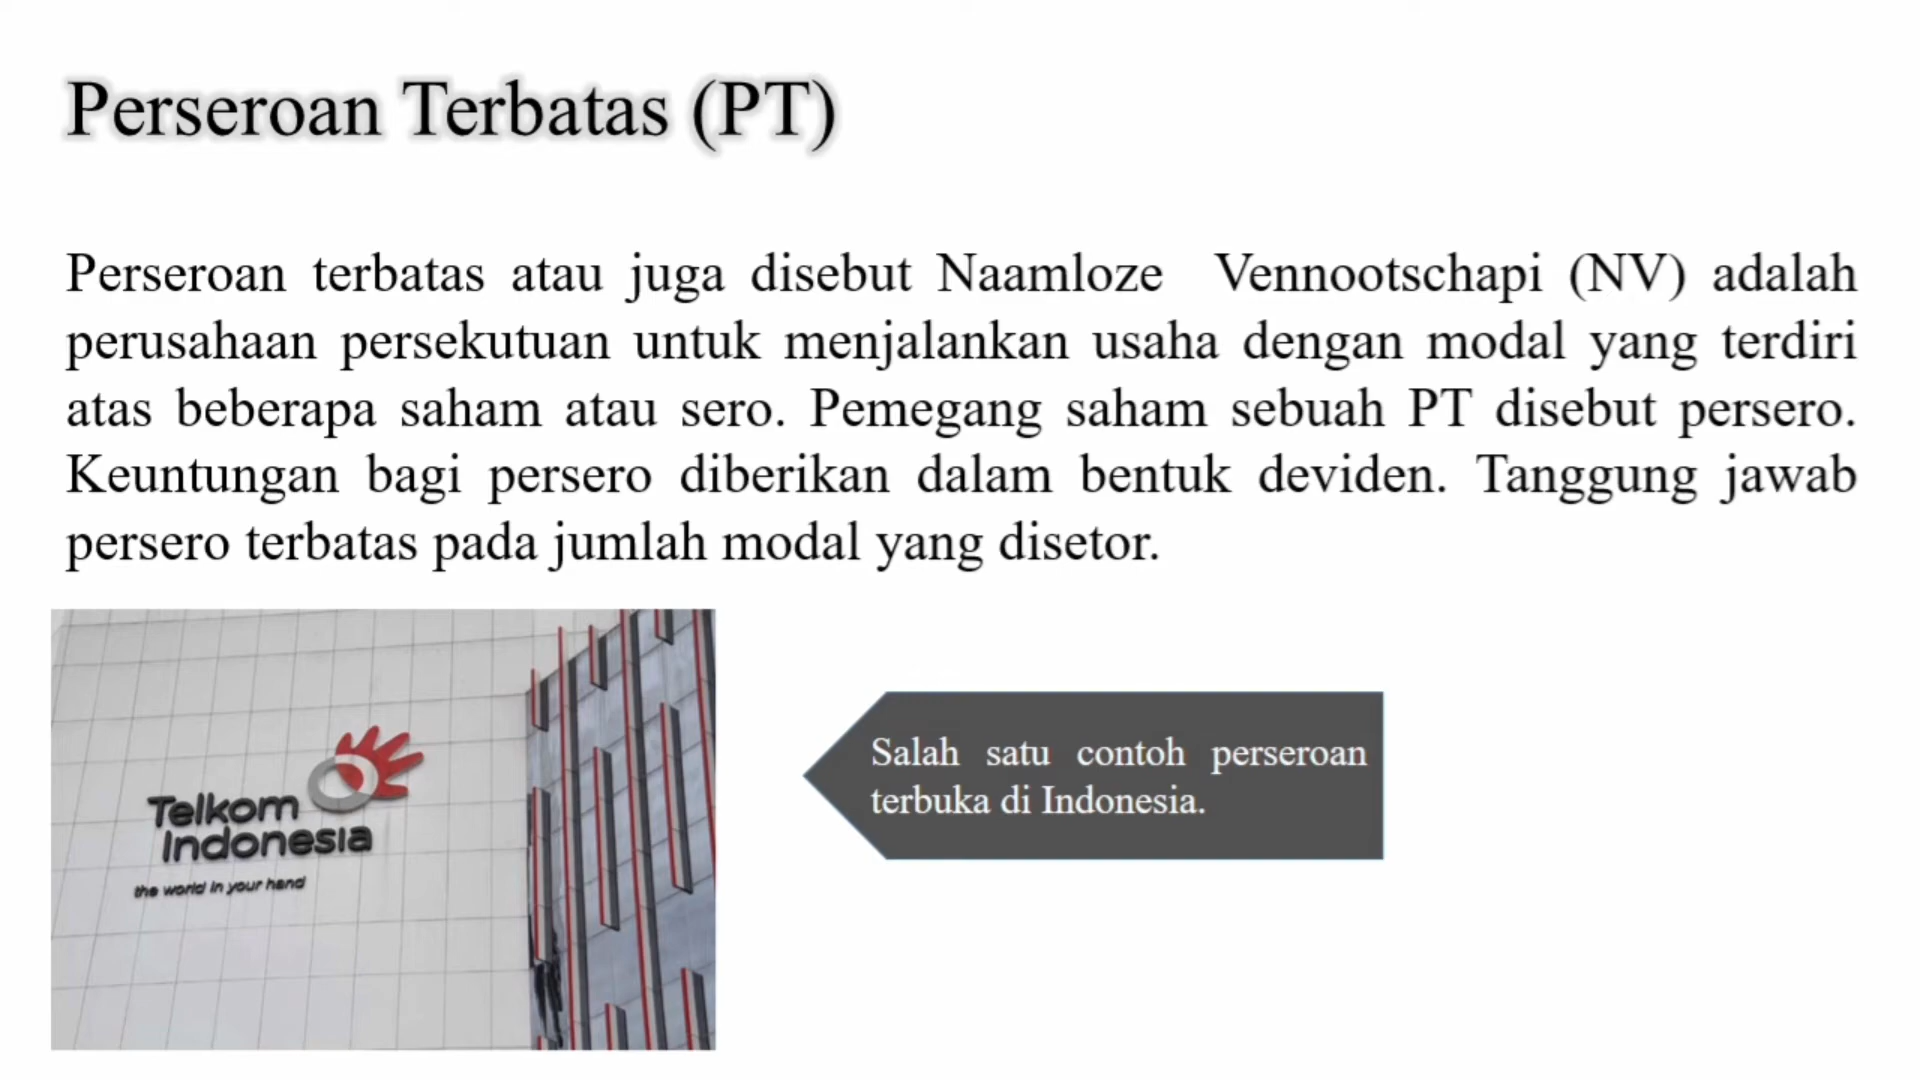 Perseroan Terbatas (PT)
Perseroan terbatas atau juga disebut Naamloze Vennootschapi (NV) adalah
perusahaan persekutuan untuk menjalankan usaha dengan modal yang terdiri
atas beberapa saham atau sero. Pemegang saham sebuah PT disebut persero.
Keuntungan bagi persero diberikan dalam bentuk deviden. Tanggung jawab
persero terbatas pada jumlah modal yang disetor.
Telkom
Indonesia
the world in your hand
Salah satu contoh perseroan
terbuka di Indonesia.